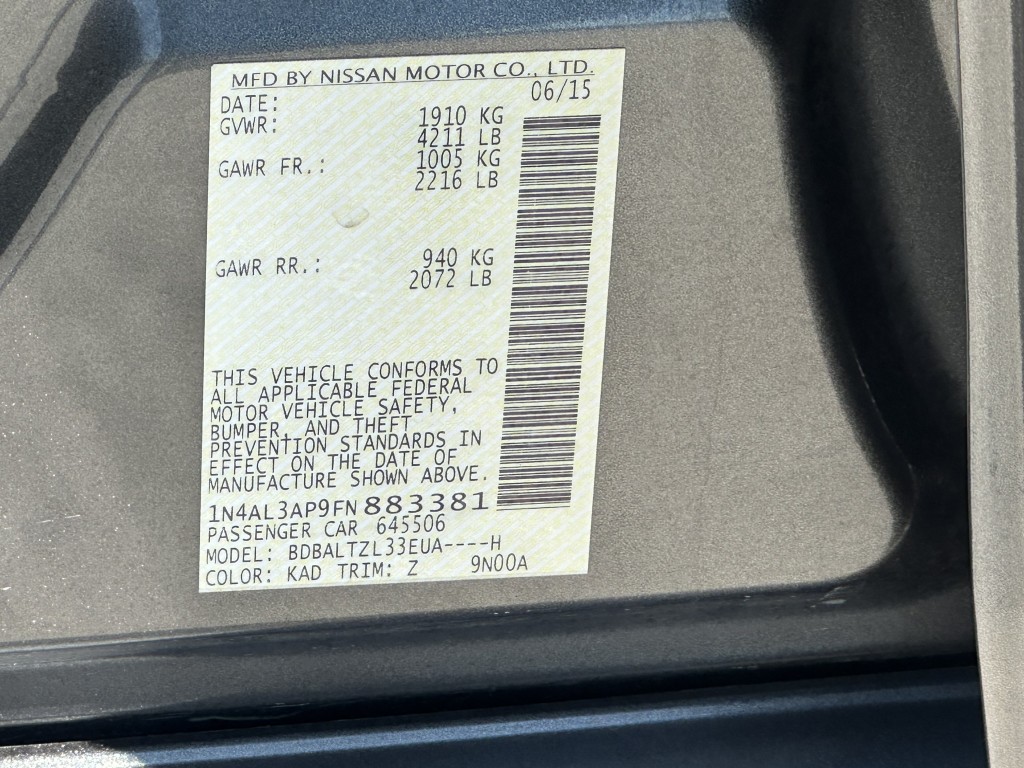 MFD BY NISSAN MOTOR CO., LTD.
DATE: 06/15
GVWR: 1910 KG
4211 LB
GAWR FR.: 1005 KG
2216 LB
GAWR RR.: 940 KG
2072 LB
THIS VEHICLE CONFORMS TO
ALL APPLICABLE FEDERAL
MOTOR VEHICLE SAFETY,
BUMPER, AND THEFT
PREVENTION STANDARDS IN
EFFECT ON THE DATE OF
MANUFACTURE SHOWN ABOVE.
1N4AL3AP9FN 883381
PASSENGER CAR 645506
MODEL: BDBALTZL33EUA----H
COLOR: KAD TRIM: Z 9N00A